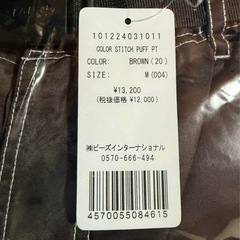 101224031011
COLOR STITCH PUFF PT
COLOR: BROWN(20)
SIZE: M(004)
¥13,200
(税抜価格 ¥12,000)
㈱ビーズインターナショナル
0570-666-494
4570055084615